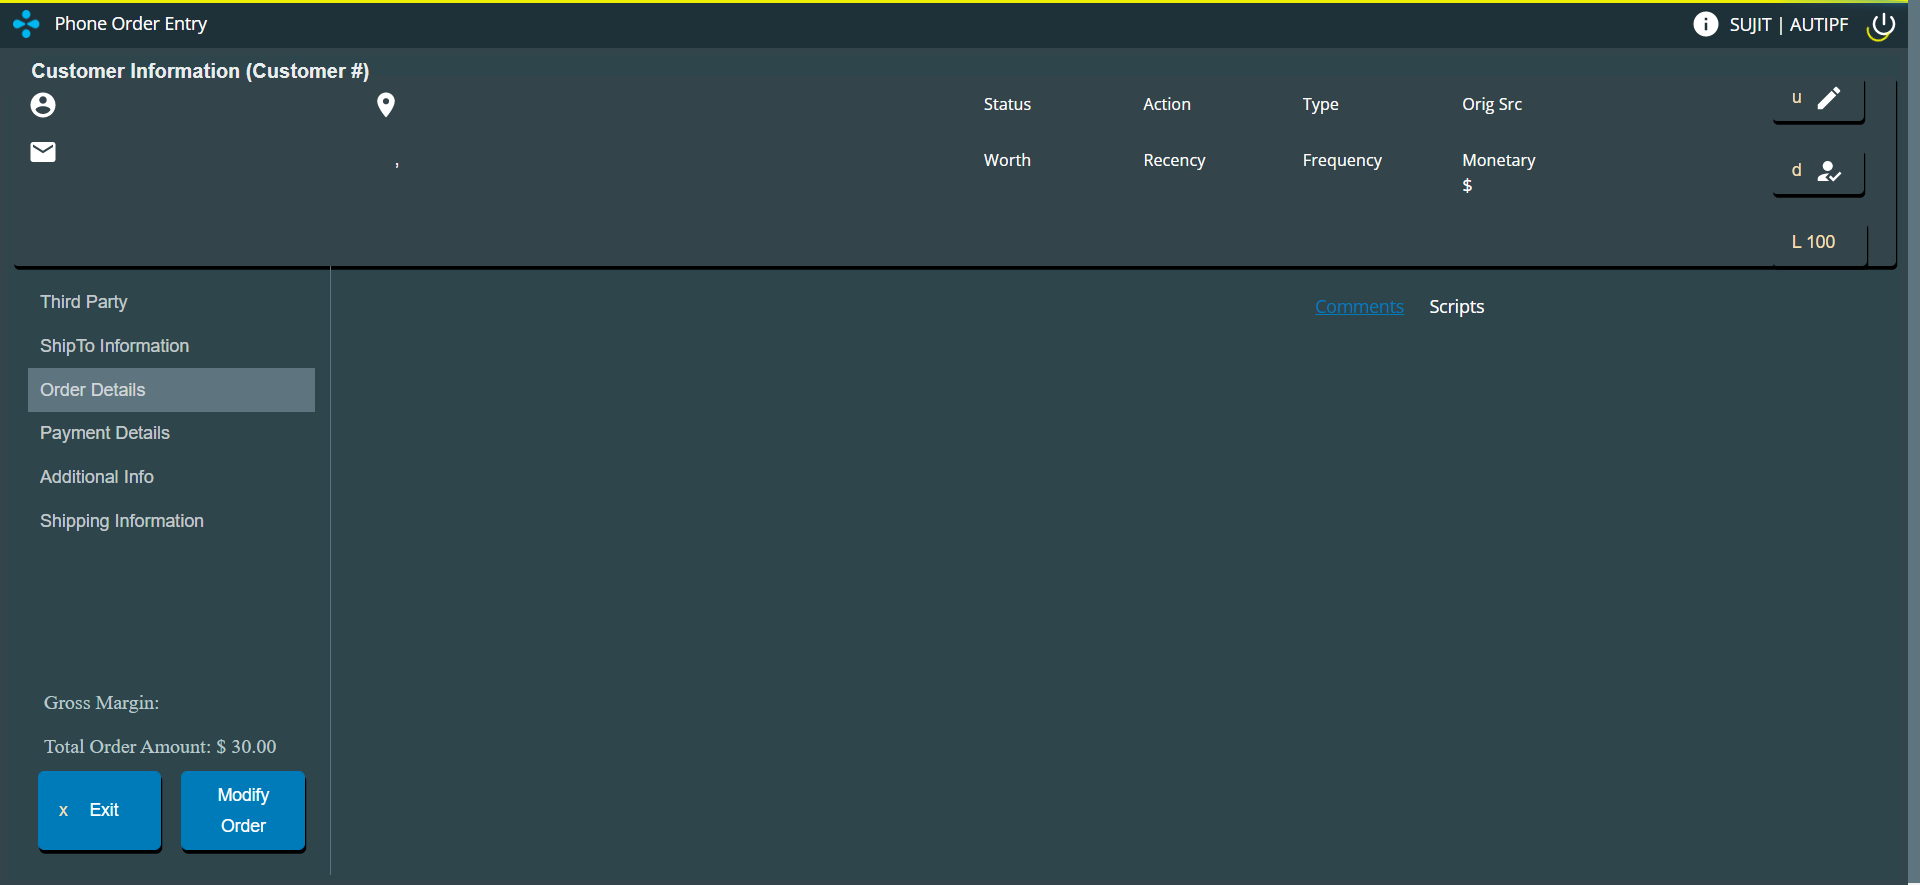 Phone Order Entry
SUJIT | AUTIPF
Customer Information (Customer #)
Status Action Type Orig Src
u
,
Worth Recency Frequency Monetary
$
d
L 100
Third Party
ShipTo Information
Order Details
Payment Details
Additional Info
Shipping Information
Comments Scripts
Gross Margin:
Total Order Amount: $ 30.00
x Exit
Modify
Order